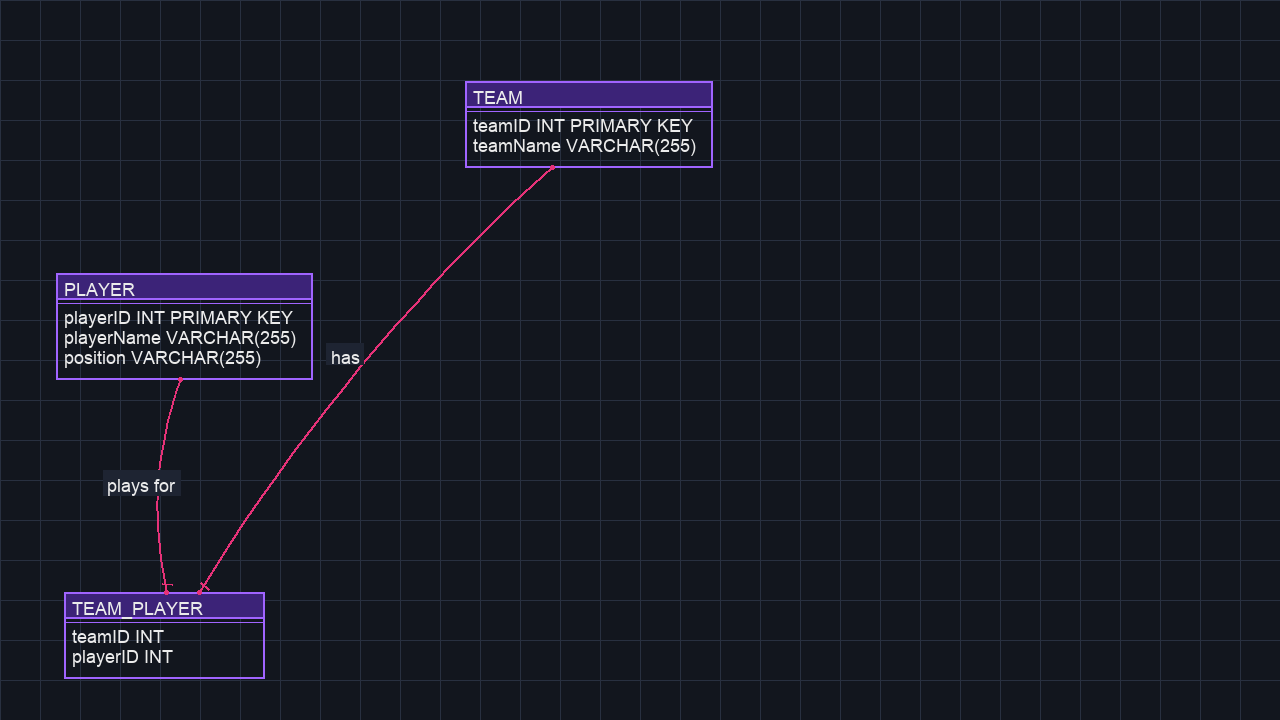 TEAM
teamID INT PRIMARY KEY
teamName VARCHAR(255)
PLAYER
playerID INT PRIMARY KEY
playerName VARCHAR(255)
position VARCHAR(255)
has
plays for
TEAM_PLAYER
teamID INT
playerID INT